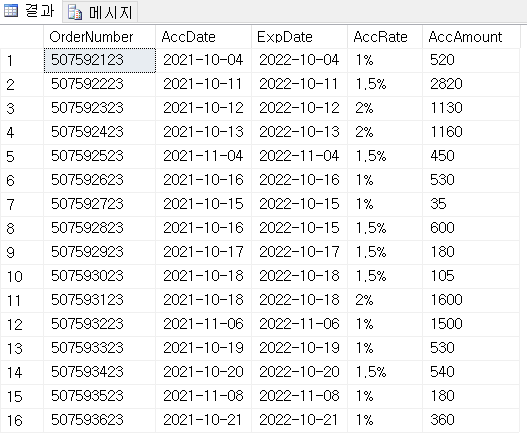 결과 메시지
OrderNumber AccDate ExpDate AccRate AccAmount
1 507592123 2021-10-04 2022-10-04 1% 520
2 507592223 2021-10-11 2022-10-11 1,5% 2820
3 507592323 2021-10-12 2022-10-12 2% 1130
4 507592423 2021-10-13 2022-10-13 2% 1160
5 507592523 2021-11-04 2022-11-04 1,5% 450
6 507592623 2021-10-16 2022-10-16 1% 530
7 507592723 2021-10-15 2022-10-15 1% 35
8 507592823 2021-10-16 2022-10-15 1,5% 600
9 507592923 2021-10-17 2022-10-17 1,5% 180
10 507593023 2021-10-18 2022-10-18 1,5% 105
11 507593123 2021-10-18 2022-10-18 2% 1600
12 507593223 2021-11-06 2022-11-06 1% 1500
13 507593323 2021-10-19 2022-10-19 1% 530
14 507593423 2021-10-20 2022-10-20 1,5% 540
15 507593523 2021-11-08 2022-11-08 1% 180
16 507593623 2021-10-21 2022-10-21 1% 360